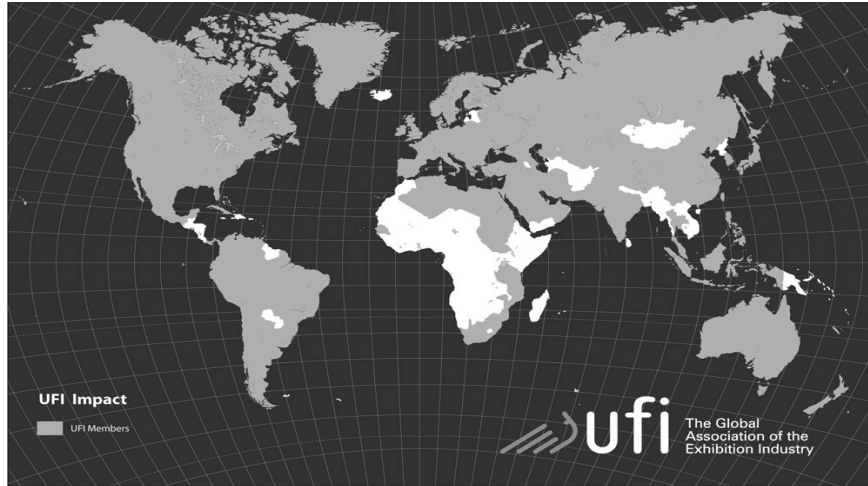 UFI Impact
UFI Members
ufi
The Global
Association of the
Exhibition Industry